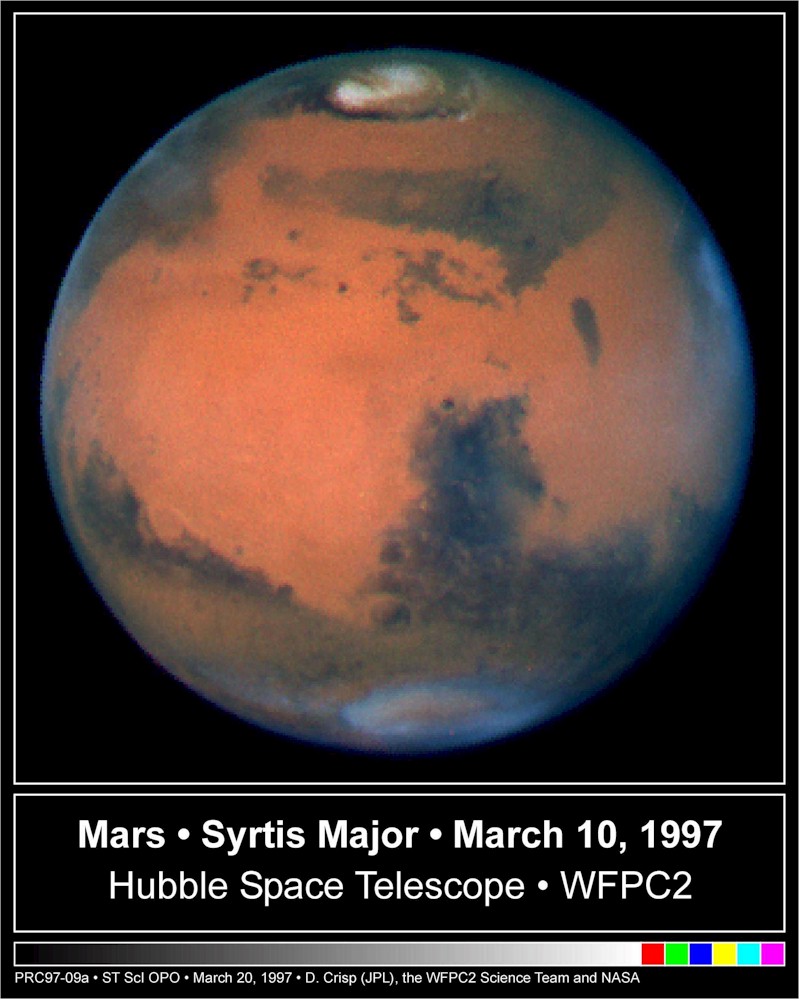 Mars • Syrtis Major • March 10, 1997
Hubble Space Telescope • WFPC2
PRC97-09a • ST ScI OPO • March 20, 1997 • D. Crisp (JPL), the WFPC2 Science Team and NASA